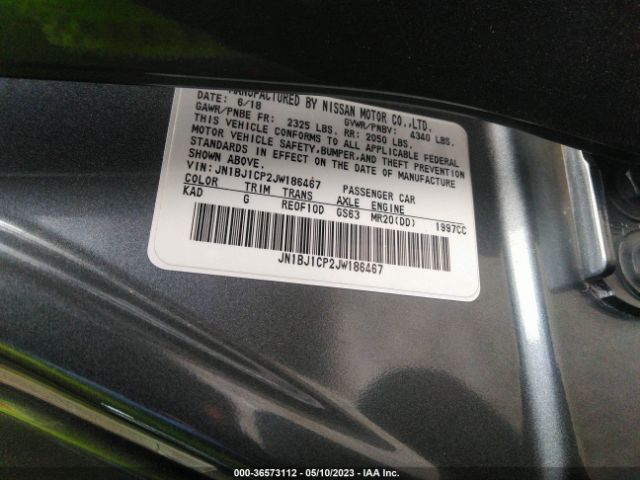 MANUFACTURED BY NISSAN MOTOR CO.,LTD.
DATE: 6/18 GVWR/PNBV: 4340 LBS.
GAWR/PNBE FR: 2325 LBS. RR: 2050 LBS.
THIS VEHICLE CONFORMS TO ALL APPLICABLE FEDERAL
MOTOR VEHICLE SAFETY,BUMPER,AND THEFT PREVENTION
STANDARDS IN EFFECT ON THE DATE OF MANUFACTURE
SHOWN ABOVE.
VIN: JN1BJ1CP2JW186467 PASSENGER CAR
COLOR TRIM TRANS AXLE ENGINE
KAD G RE0F10D GS63 MR20(DD) 1997CC
JN1BJ1CP2JW186467
000-36573112 - 05/10/2023 - IAA Inc.